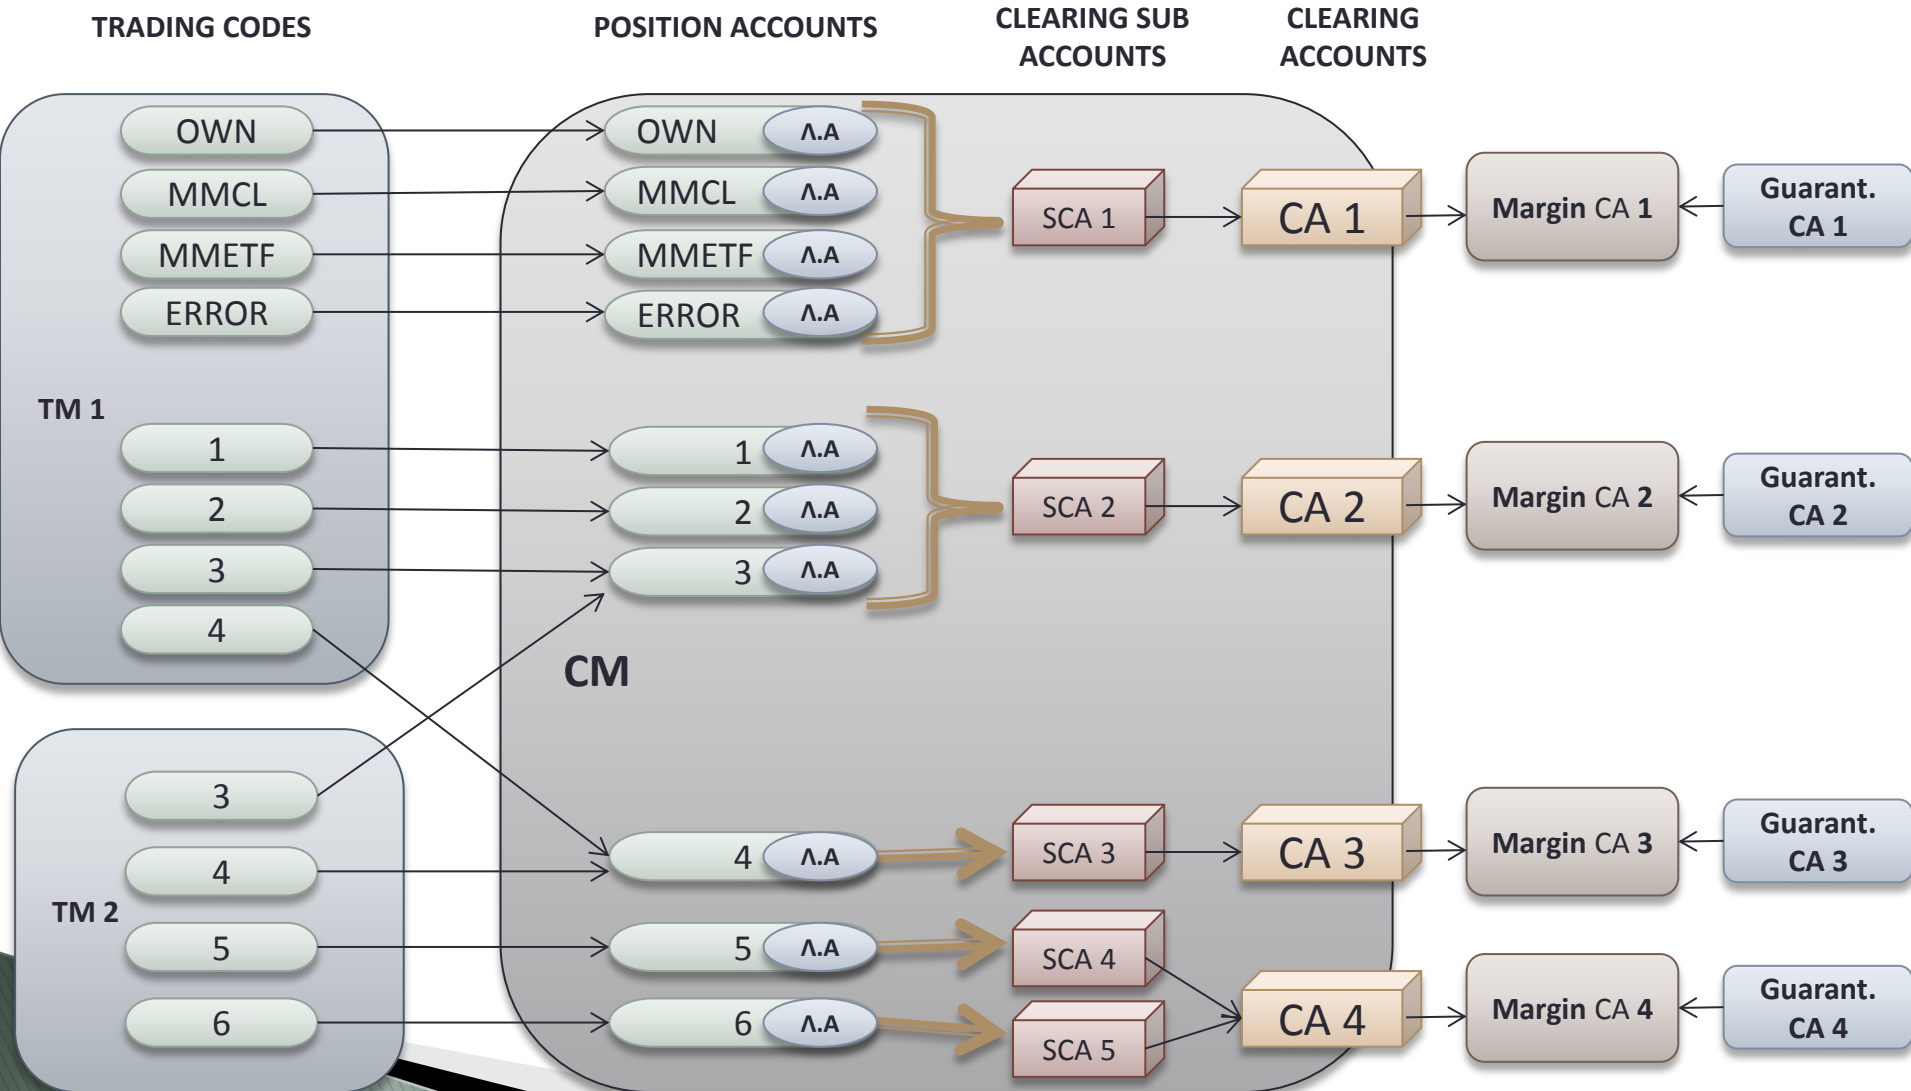 TRADING CODES
POSITION ACCOUNTS
CLEARING SUB
ACCOUNTS
CLEARING
ACCOUNTS
OWN
MMCL
MMETF
ERROR
TM 1
1
2
3
4
TM 2
3
4
5
6
OWN Λ.Α
MMCL Λ.Α
MMETF Λ.Α
ERROR Λ.Α
1 Λ.Α
2 Λ.Α
3 Λ.Α
CM
4 Λ.Α
5 Λ.Α
6 Λ.Α
SCA 1
SCA 2
SCA 3
SCA 4
SCA 5
CA 1
CA 2
CA 3
CA 4
Margin CA 1
Margin CA 2
Margin CA 3
Margin CA 4
Guarant.
CA 1
Guarant.
CA 2
Guarant.
CA 3
Guarant.
CA 4